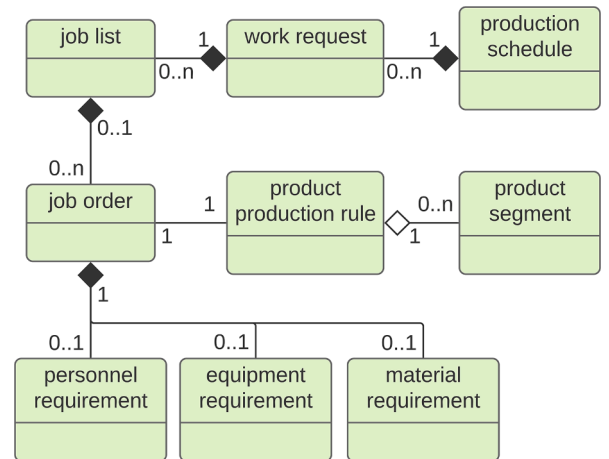 job list
1
work request
1
production
schedule
0..n
0..n
0..1
0..n
job order
1
1
product
production rule
0..n
1
product
segment
1
0..1
0..1
0..1
personnel
requirement
equipment
requirement
material
requirement